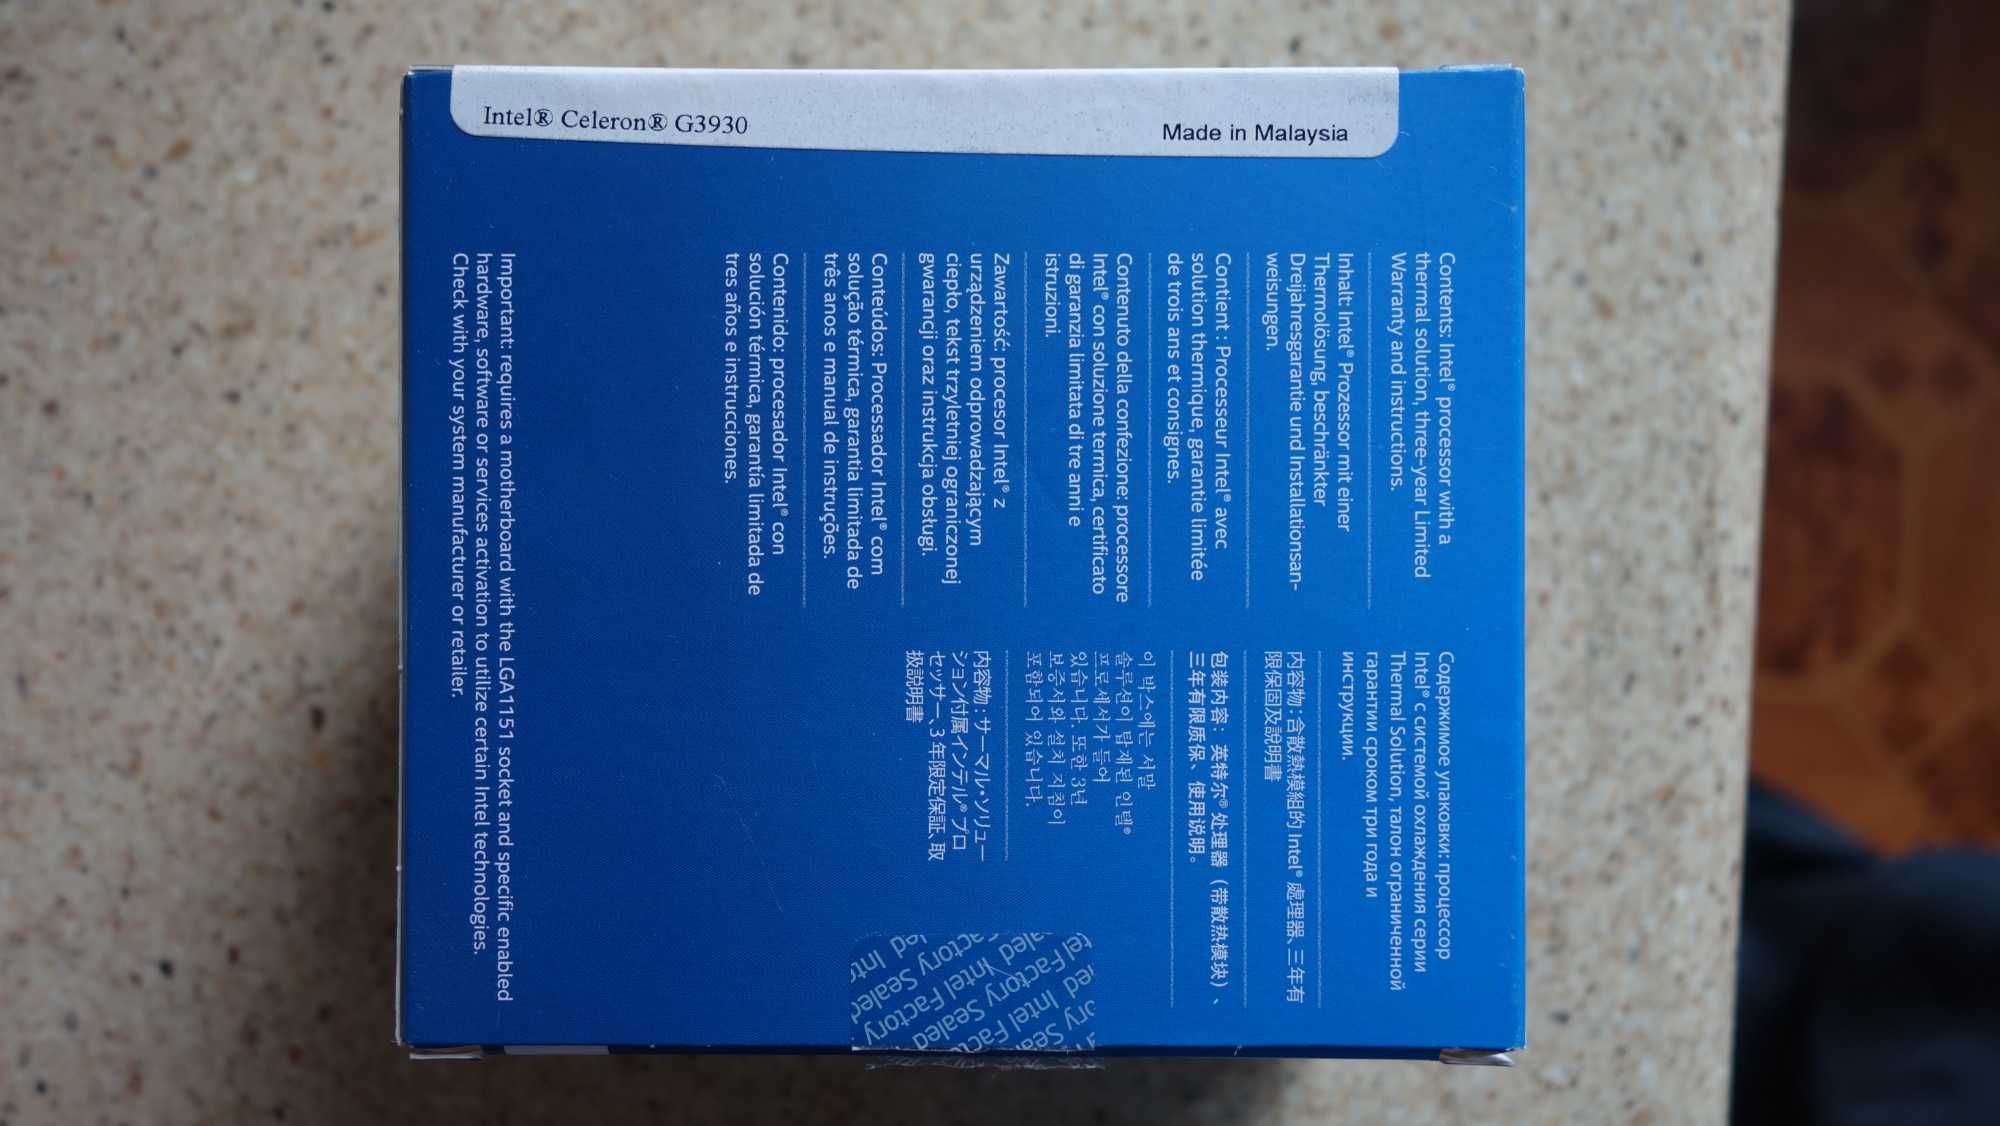 Intel® Celeron® G3930
Made in Malaysia
Contents: Intel® processor with a
thermal solution, three-year Limited
Warranty and instructions.
Inhalt: Intel® Prozessor mit einer
Thermolösung, beschränkter
Dreijahresgarantie und Installationsan-
weisungen.
Contient : Processeur Intel® avec
solution thermique, garantie limitée
de trois ans et consignes.
Contenuto della confezione: processore
Intel® con soluzione termica, certificato
di garanzia limitata di tre anni e
istruzioni.
Zawartość: procesor Intel® z
urządzeniem odprowadzającym
ciepło, tekst trzyletniej ograniczonej
gwarancji oraz instrukcja obsługi.
Conteúdos: Processador Intel® com
solução térmica, garantia limitada de
três anos e manual de instruções.
Contenido: procesador Intel® con
solución térmica, garantía limitada de
tres años e instrucciones.
Содержимое упаковки: процессор
Intel® с системой охлаждения серии
Thermal Solution, талон ограниченной
гарантии сроком три года и
инструкции.
內容物：含散熱模組的 Intel® 處理器、三年有
限保固及說明書
包装内容：英特尔® 处理器（带散热模块）、
三年有限质保、使用说明。
이 박스에는 서말
솔루션이 탑재된 인텔®
프로세서가 들어
있습니다. 또한 3년
보증서와 설치 지침이
포함되어 있습니다.
内容物：サーマル・ソリュー
ション付属インテル® プロ
セッサー、3 年限定保証、取
扱説明書
Important: requires a motherboard with the LGA1151 socket and specific enabled
hardware, software or services activation to utilize certain Intel technologies.
Check with your system manufacturer or retailer.
Intel Factory Sealed